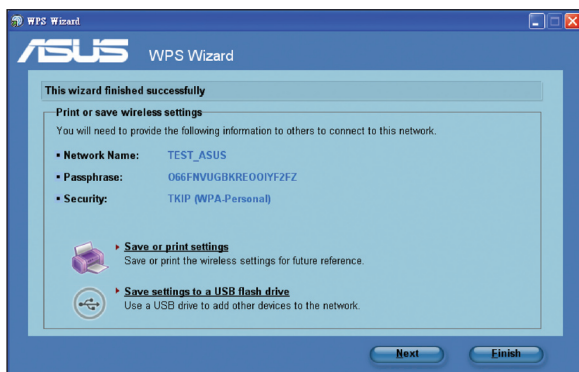 WPS Wizard
ASUS WPS Wizard
This wizard finished successfully
Print or save wireless settings
You will need to provide the following information to others to connect to this network.
Network Name: TEST_ASUS
Passphrase: O66FNVUGBKREOOIYF2FZ
Security: TKIP (WPA-Personal)
Save or print settings
Save or print the wireless settings for future reference.
Save settings to a USB flash drive
Use a USB drive to add other devices to the network.
Next Finish